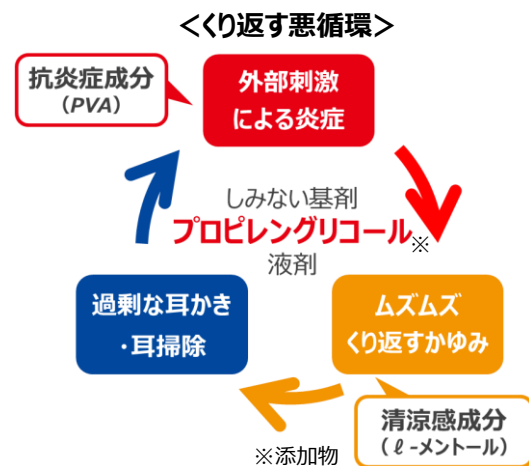 ＜くり返す悪循環＞
抗炎症成分
（PVA）
外部刺激
による炎症
しみない基剤
プロピレングリコール※
液剤
過剰な耳かき
・耳掃除
ムズムズ
くり返すかゆみ
清涼感成分
（ℓ-メントール）
※添加物